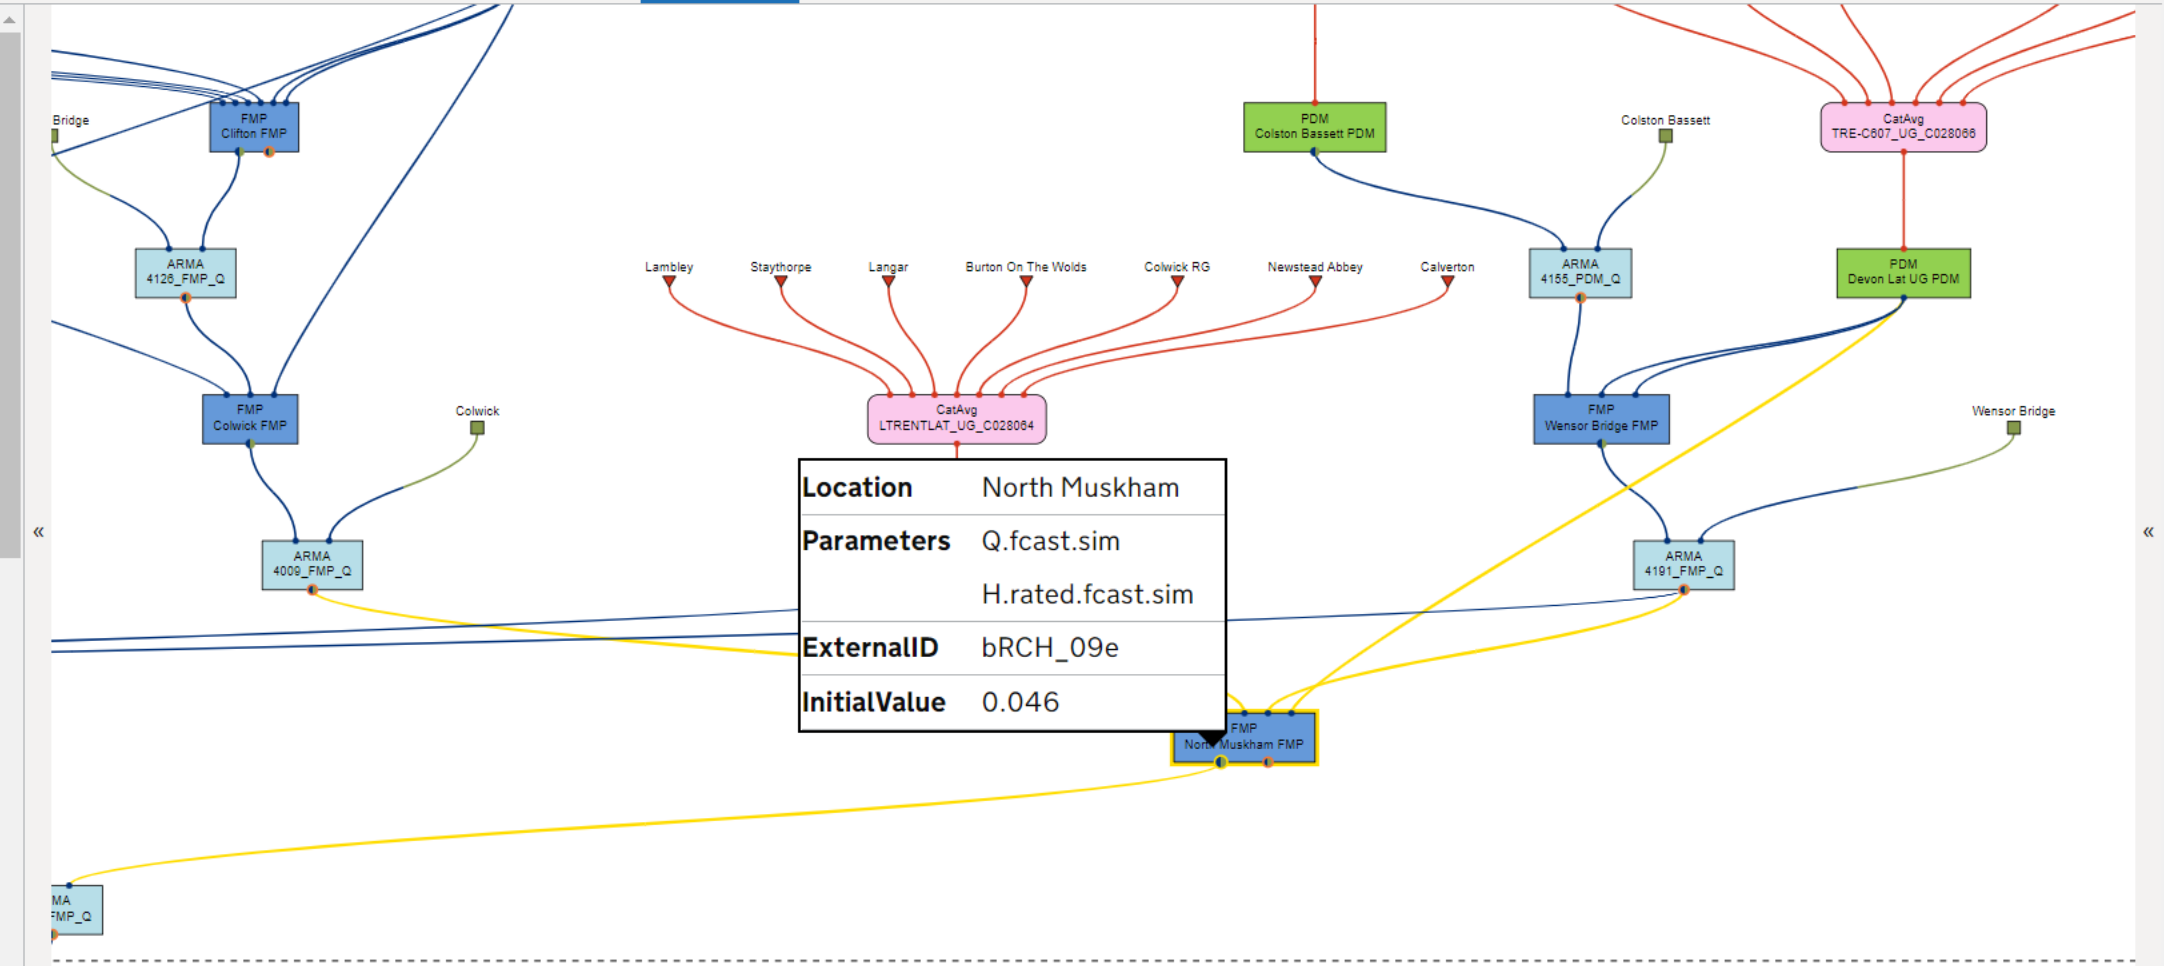 «
«
Bridge
FMP
Clifton FMP
PDM
Colston Bassett PDM
Colston Bassett
CatAvg
TRE-C607_UG_C028066
ARMA
4126_FMP_Q
Lambley
Staythorpe
Langar
Burton On The Wolds
Colwick RG
Newstead Abbey
Calverton
ARMA
4155_PDM_Q
PDM
Devon Lat UG PDM
FMP
Colwick FMP
Colwick
CatAvg
LTRENTLAT_UG_C028064
FMP
Wensor Bridge FMP
Wensor Bridge
Location North Muskham
Parameters Q.fcast.sim
H.rated.fcast.sim
ExternalID bRCH_09e
InitialValue 0.046
ARMA
4009_FMP_Q
ARMA
4191_FMP_Q
FMP
North Muskham FMP
MA
FMP_Q